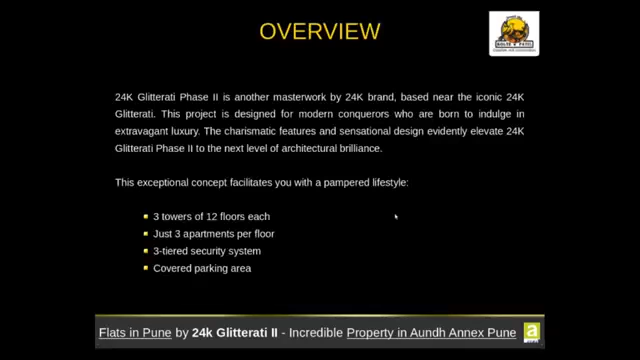 OVERVIEW
KOLTE PATIL
24K Glitterati Phase II is another masterwork by 24K brand, based near the iconic 24K
Glitterati. This project is designed for modern conquerors who are born to indulge in
extravagant luxury. The charismatic features and sensational design evidently elevate 24K
Glitterati Phase II to the next level of architectural brilliance.
This exceptional concept facilitates you with a pampered lifestyle:
3 towers of 12 floors each
Just 3 apartments per floor
3-tiered security system
Covered parking area
Flats in Pune by 24k Glitterati II - Incredible Property in Aundh Annex Pune
a